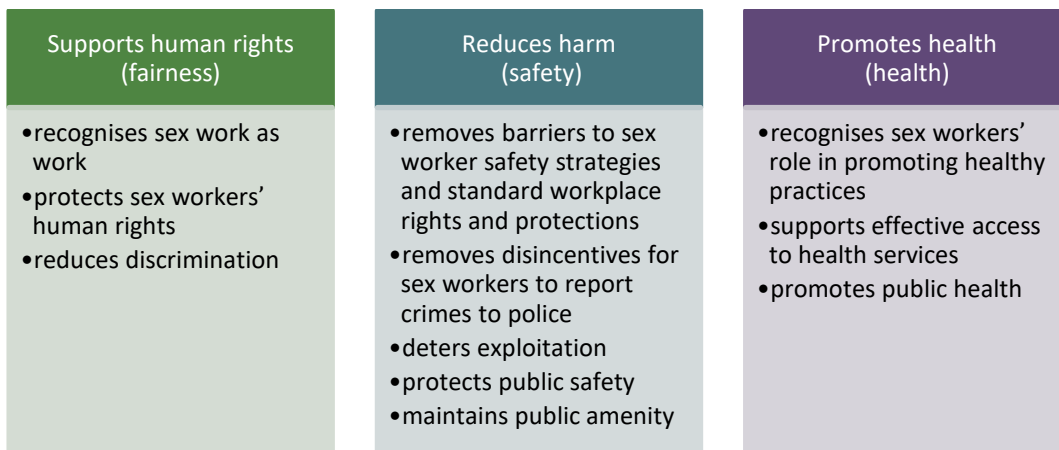 Supports human rights
(fairness)
•recognises sex work as
work
•protects sex workers’
human rights
•reduces discrimination
Reduces harm
(safety)
•removes barriers to sex
worker safety strategies
and standard workplace
rights and protections
•removes disincentives for
sex workers to report
crimes to police
•deters exploitation
•protects public safety
•maintains public amenity
Promotes health
(health)
•recognises sex workers’
role in promoting healthy
practices
•supports effective access
to health services
•promotes public health